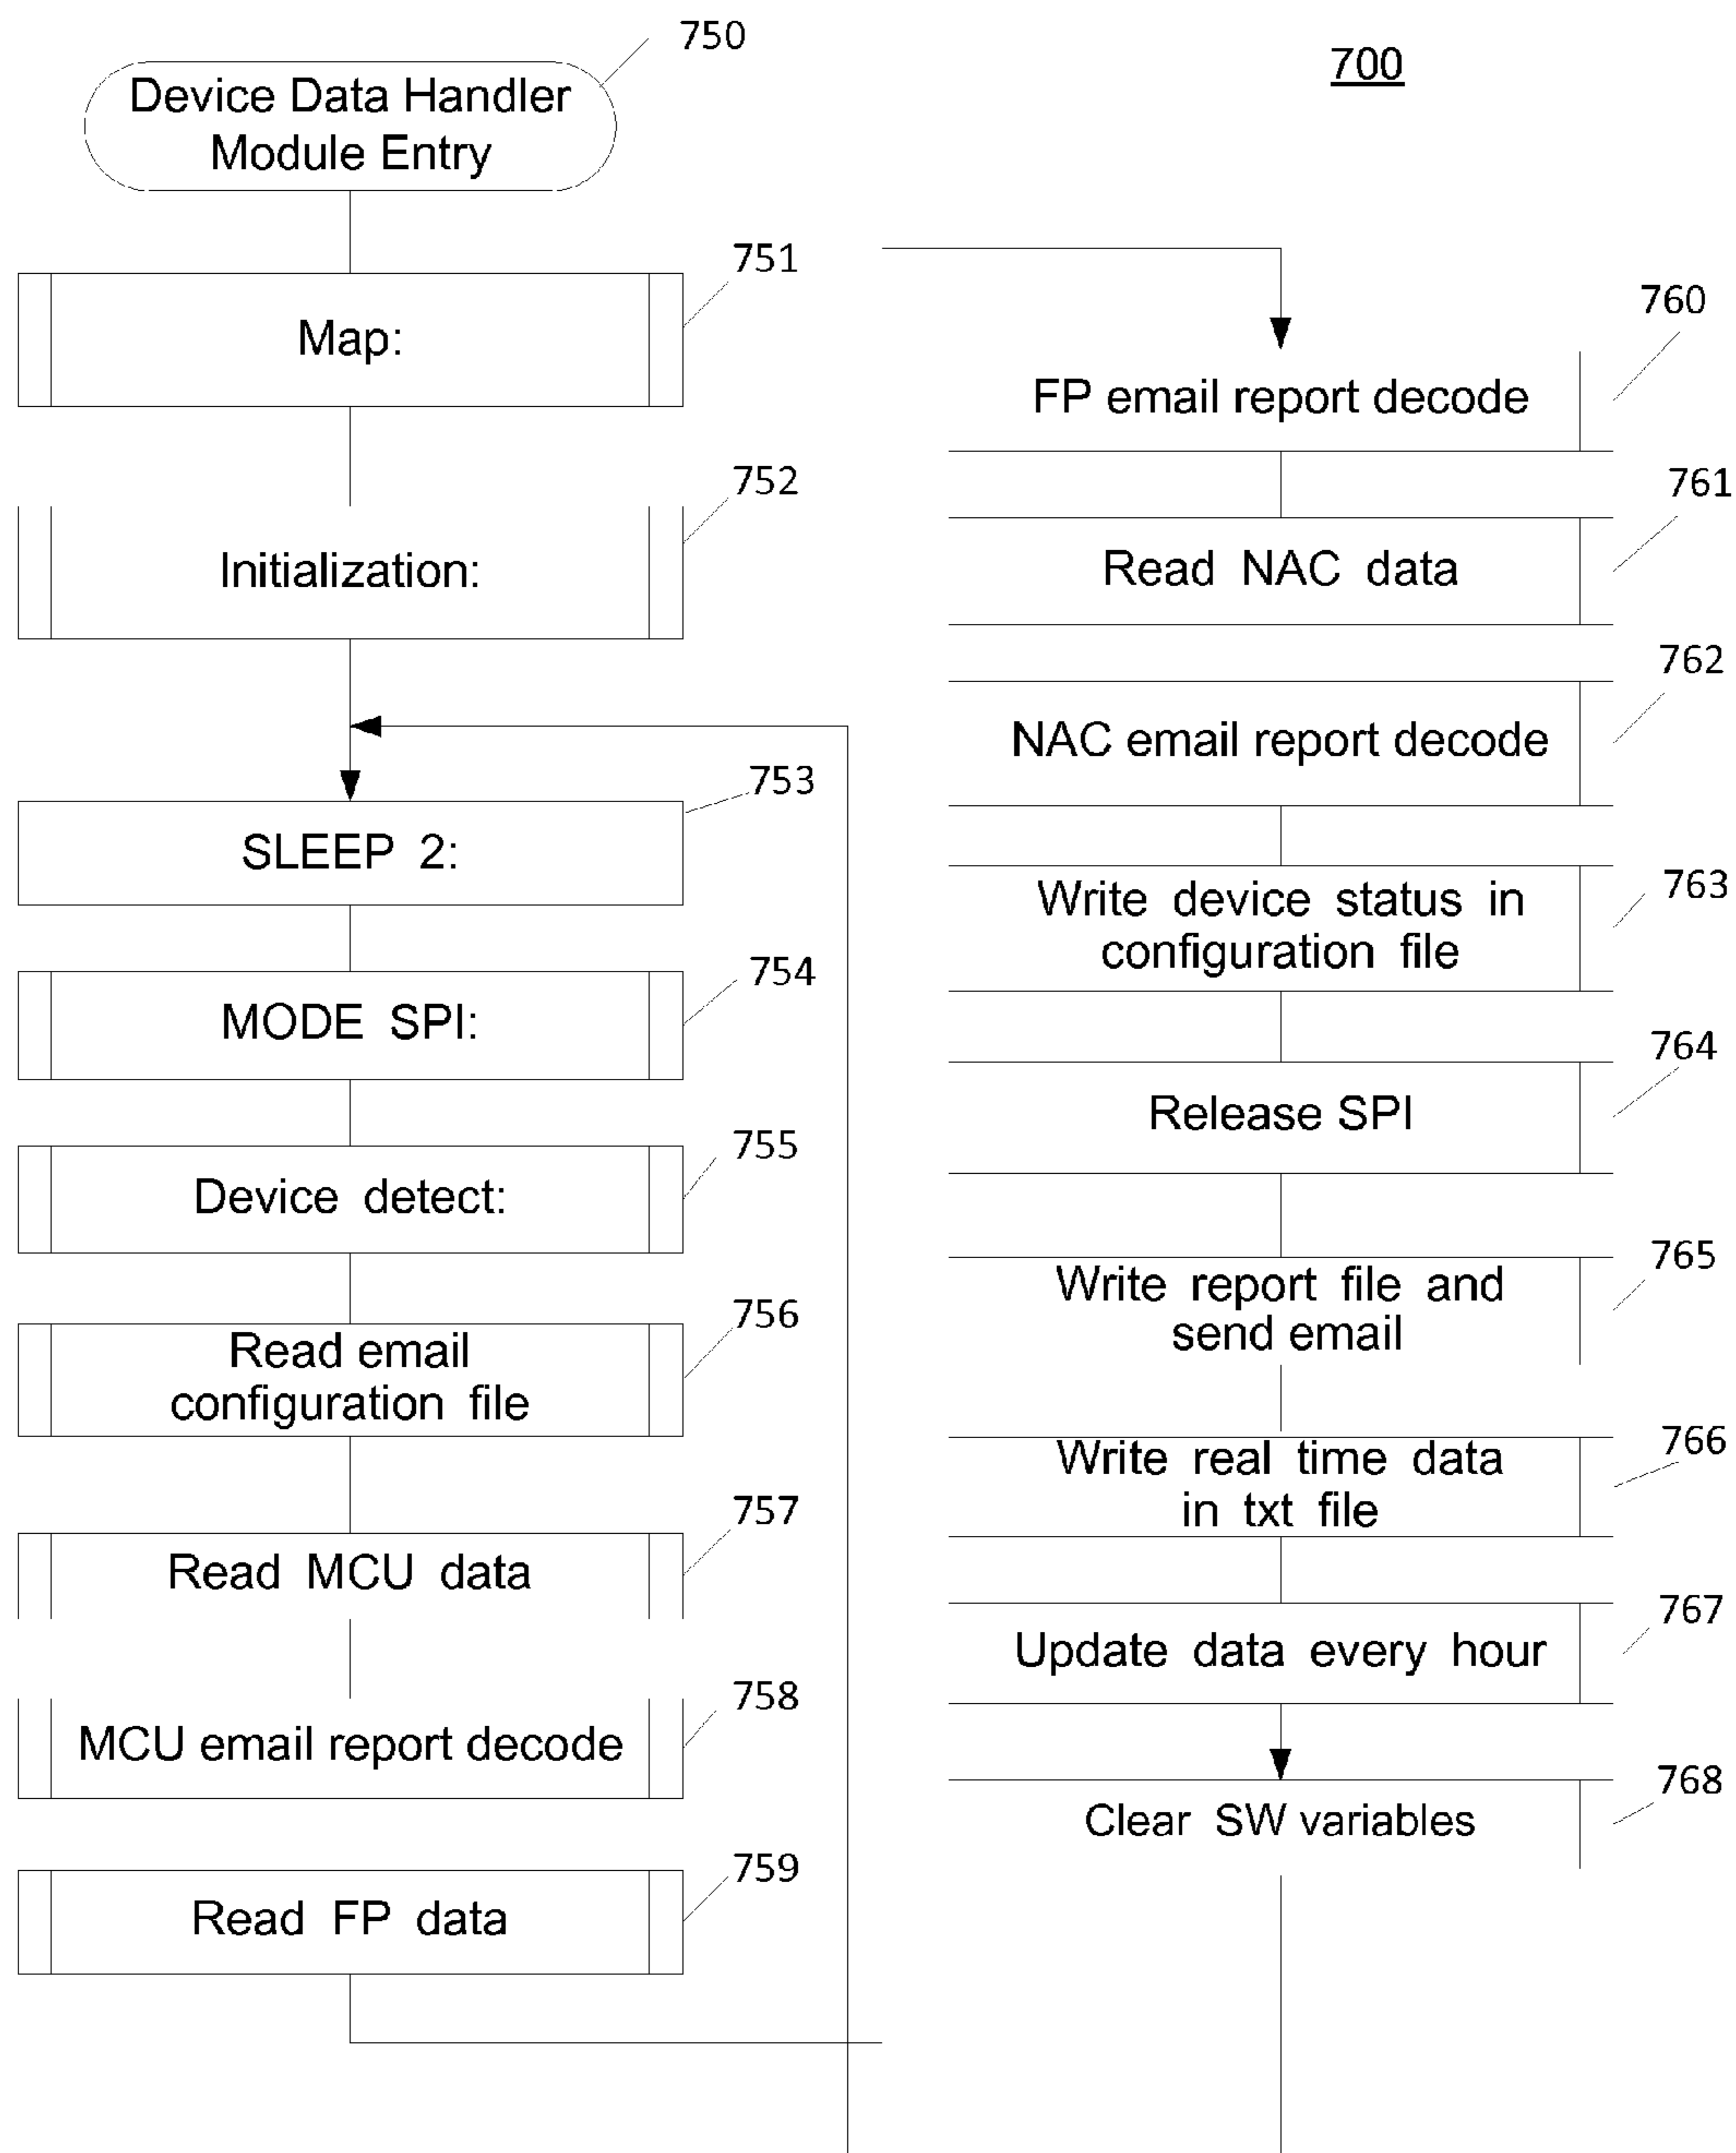 700
750
Device Data Handler
Module Entry
751
Map:
752
Initialization:
753
SLEEP 2:
754
MODE SPI:
755
Device detect:
756
Read email
configuration file
757
Read MCU data
758
MCU email report decode
759
Read FP data
760
FP email report decode
761
Read NAC data
762
NAC email report decode
763
Write device status in
configuration file
764
Release SPI
765
Write report file and
send email
766
Write real time data
in txt file
767
Update data every hour
768
Clear SW variables